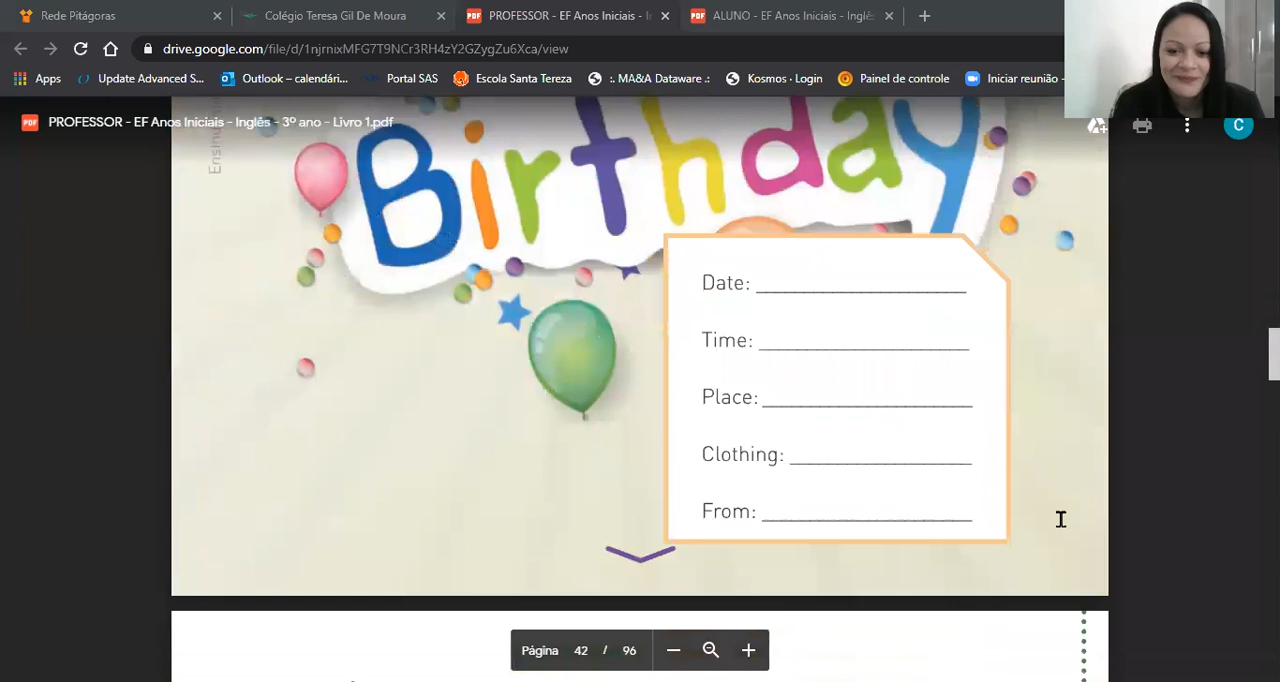 Rede Pitágoras
Colégio Teresa Gil De Moura
PROFESSOR - EF Anos Iniciais - I
ALUNO - EF Anos Iniciais - Inglê
drive.google.com/file/d/1njrnixMFG7T9NCr3RH4zY2GZygZu6Xca/view
Apps
Update Advanced S...
Outlook – calendári...
Portal SAS
Escola Santa Tereza
:. MA&A Dataware .:
Kosmos · Login
Painel de controle
Iniciar reunião –
PROFESSOR - EF Anos Iniciais - Inglês - 3º ano - Livro 1.pdf
C
Birthday
Date:
Time:
Place:
Clothing:
From:
Página 42 / 96